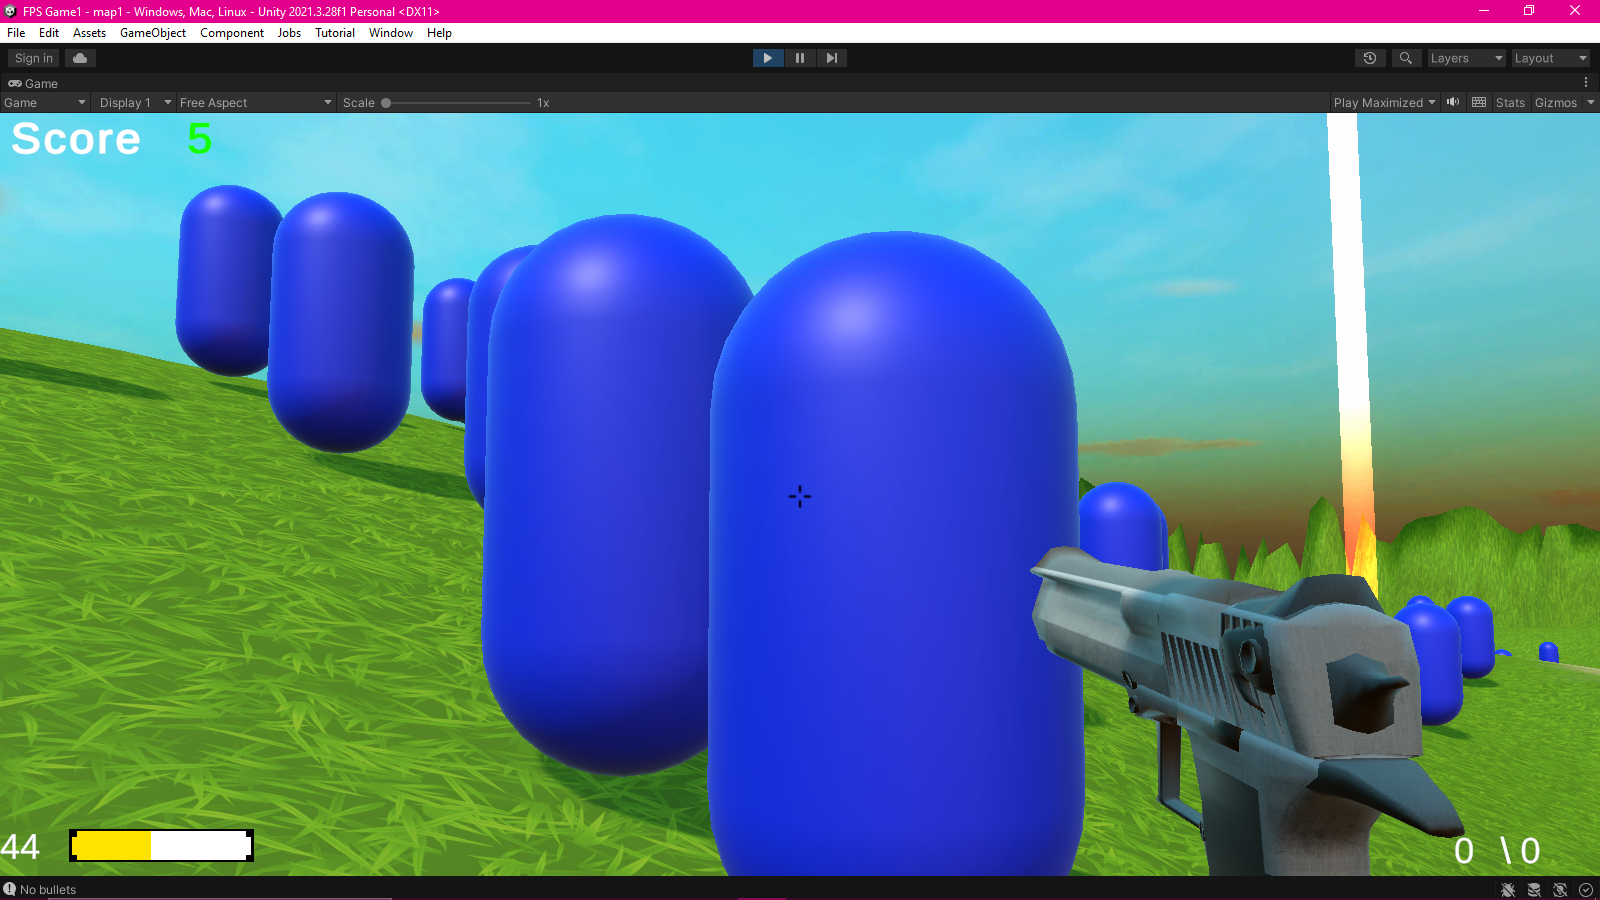 FPS Game1 - map1 - Windows, Mac, Linux - Unity 2021.3.28f1 Personal <DX11>
File Edit Assets GameObject Component Jobs Tutorial Window Help
Sign in Layers Layout
Game
Game Display 1 Free Aspect Scale 1x Play Maximized Stats Gizmos
Score 5
44 0 \ 0
No bullets